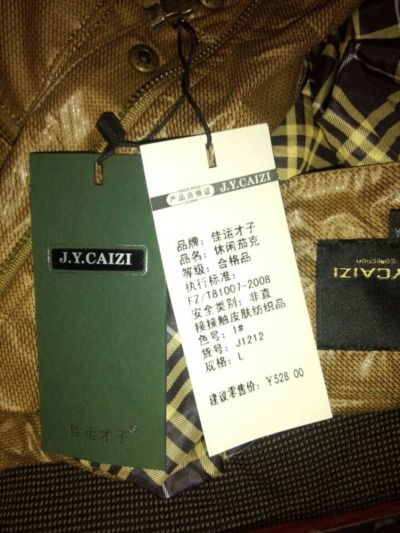 J.Y.CAIZI
佳运才子
产品合格证
J.Y.CAIZI
品牌：佳运才子
品名：休闲茄克
等级：合格品
执行标准：
FZ/T81007-2008
安全类别：非直
接接触皮肤纺织品
色号：1#
货号：J1212
规格：L
建议零售价：￥528.00
Y.CAIZI